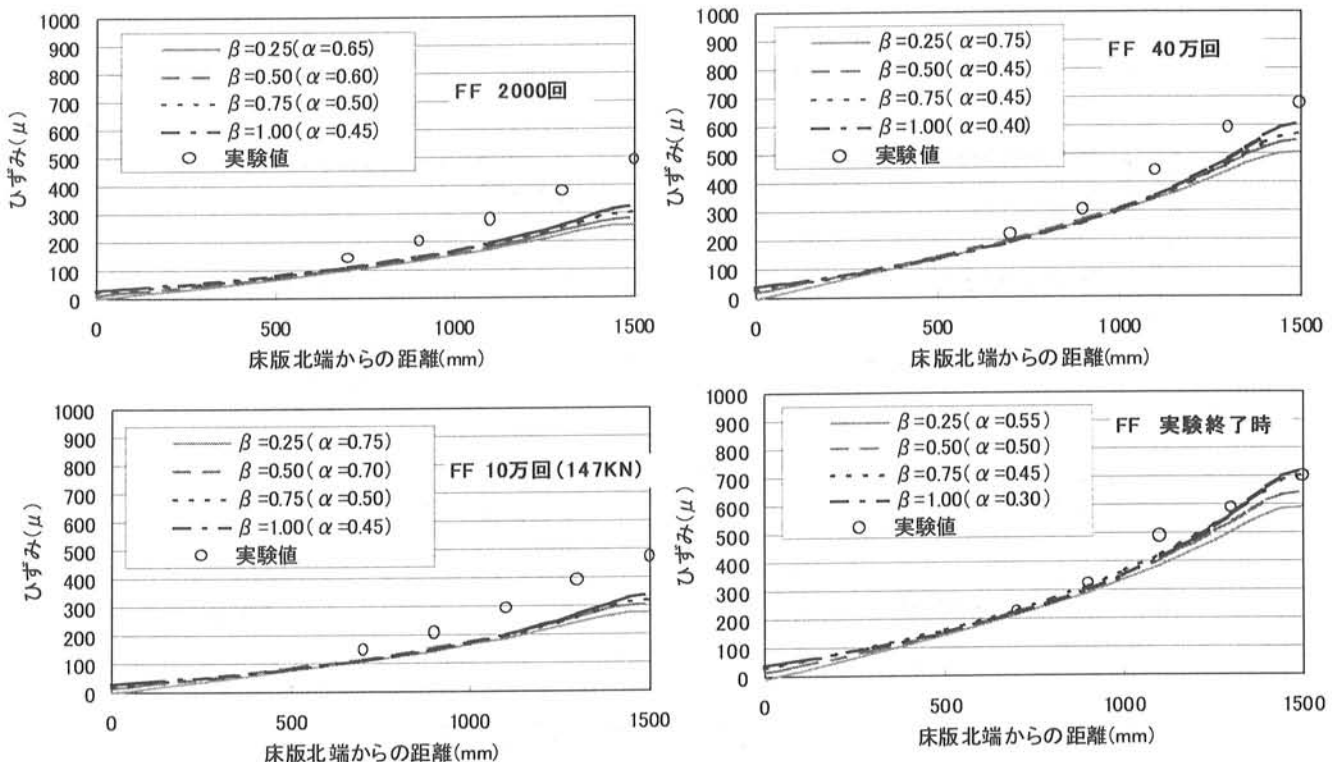 1000
900
800
700
600
500
400
300
200
100
0
ひずみ(μ)
β=0.25(α=0.65)
β=0.50(α=0.60)
β=0.75(α=0.50)
β=1.00(α=0.45)
実験値
FF 2000回
0 500 1000 1500
床版北端からの距離(mm)
1000
900
800
700
600
500
400
300
200
100
0
ひずみ(μ)
β=0.25(α=0.75)
β=0.50(α=0.45)
β=0.75(α=0.45)
β=1.00(α=0.40)
実験値
FF 40万回
0 500 1000 1500
床版北端からの距離(mm)
1000
900
800
700
600
500
400
300
200
100
0
ひずみ(μ)
β=0.25(α=0.75)
β=0.50(α=0.70)
β=0.75(α=0.50)
β=1.00(α=0.45)
実験値
FF 10万回(147KN)
0 500 1000 1500
床版北端からの距離(mm)
1000
900
800
700
600
500
400
300
200
100
0
ひずみ(μ)
β=0.25(α=0.55)
β=0.50(α=0.50)
β=0.75(α=0.45)
β=1.00(α=0.30)
実験値
FF 実験終了時
0 500 1000 1500
床版北端からの距離(mm)